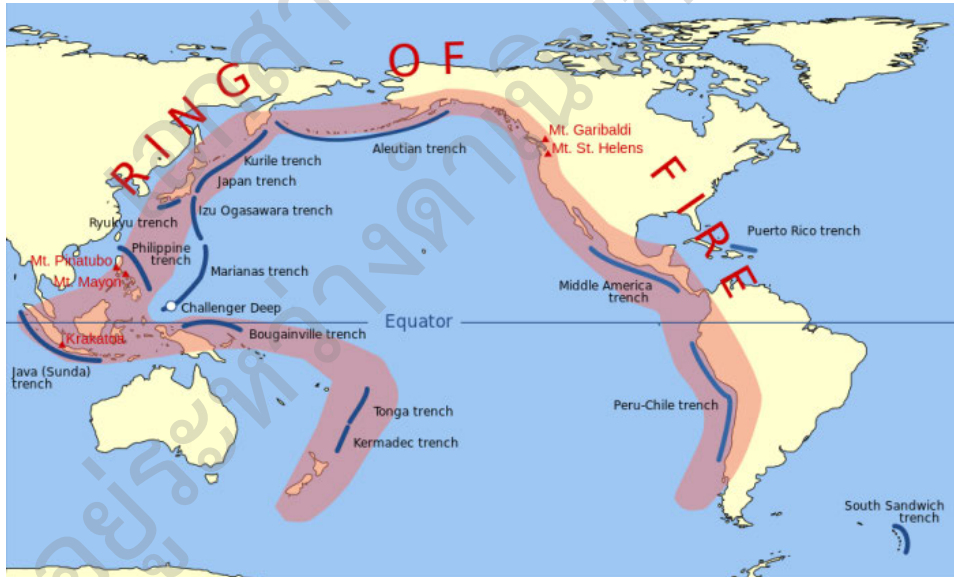 RING OF FIRE
Mt. Garibaldi
Mt. St. Helens
Aleutian trench
Kurile trench
Japan trench
Izu Ogasawara trench
Ryukyu trench
Puerto Rico trench
Philippine
trench
Mt. Pinatubo
Mt. Mayon
Marianas trench
Middle America
trench
Challenger Deep
Equator
Bougainville trench
Krakatoa
Java (Sunda)
trench
Tonga trench
Peru-Chile trench
Kermadec trench
South Sandwich
trench